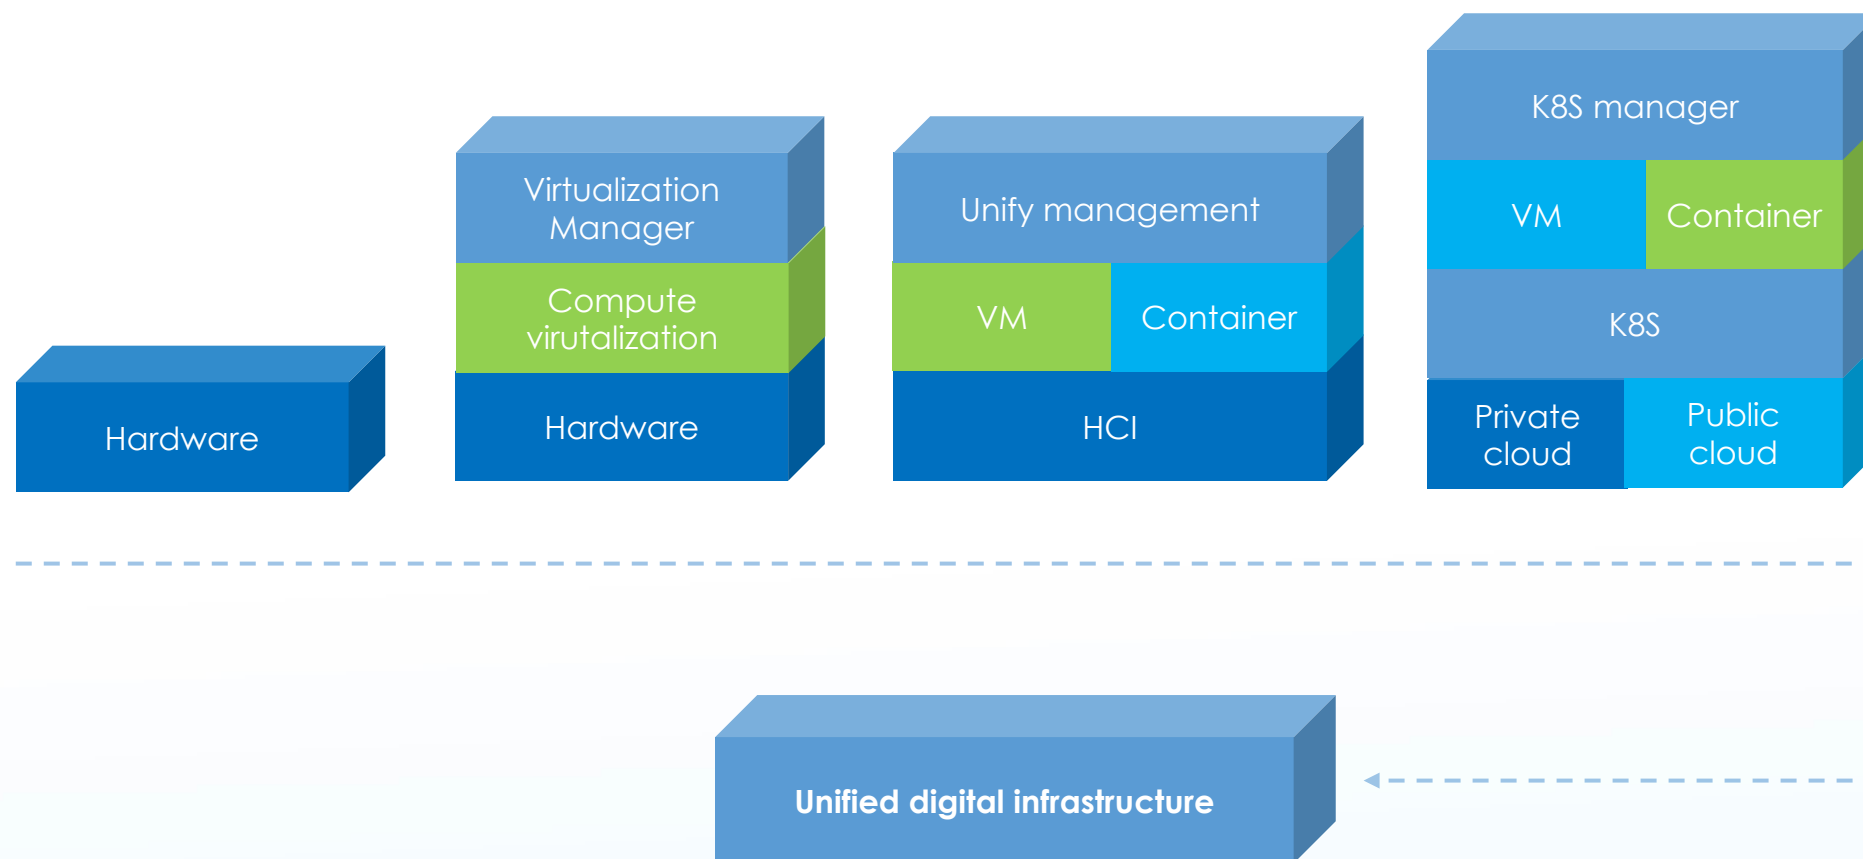 Hardware
Virtualization
Manager
Compute
virutalization
Hardware
Unify management
VM
Container
HCI
K8S manager
VM
Container
K8S
Private
cloud
Public
cloud
Unified digital infrastructure